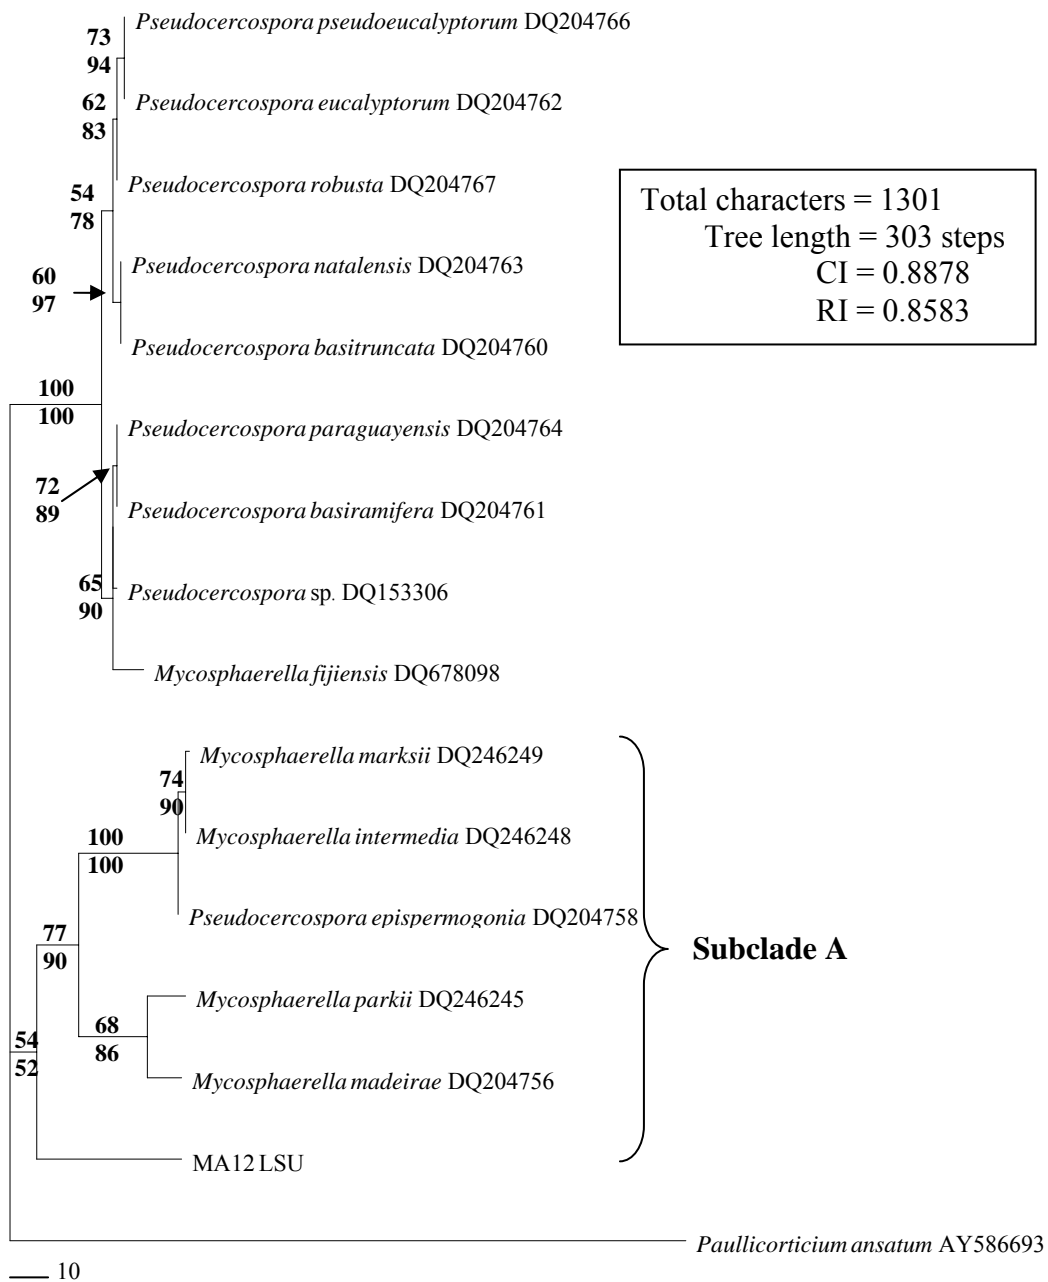 Pseudocercospora pseudoeucalyptorum DQ204766
73
94
Pseudocercospora eucalyptorum DQ204762
62
83
Pseudocercospora robusta DQ204767
54
78
Total characters = 1301
Tree length = 303 steps
CI = 0.8878
RI = 0.8583
Pseudocercospora natalensis DQ204763
60
97
Pseudocercospora basitruncata DQ204760
100
100
Pseudocercospora paraguayensis DQ204764
72
89
Pseudocercospora basiramifera DQ204761
65
90
Pseudocercospora sp. DQ153306
Mycosphaerella fijiensis DQ678098
Mycosphaerella marksii DQ246249
74
90
Mycosphaerella intermedia DQ246248
100
100
Pseudocercospora epispermogonia DQ204758
77
90
Subclade A
Mycosphaerella parkii DQ246245
68
86
54
52
Mycosphaerella madeirae DQ204756
MA12 LSU
Paullicorticium ansatum AY586693
10